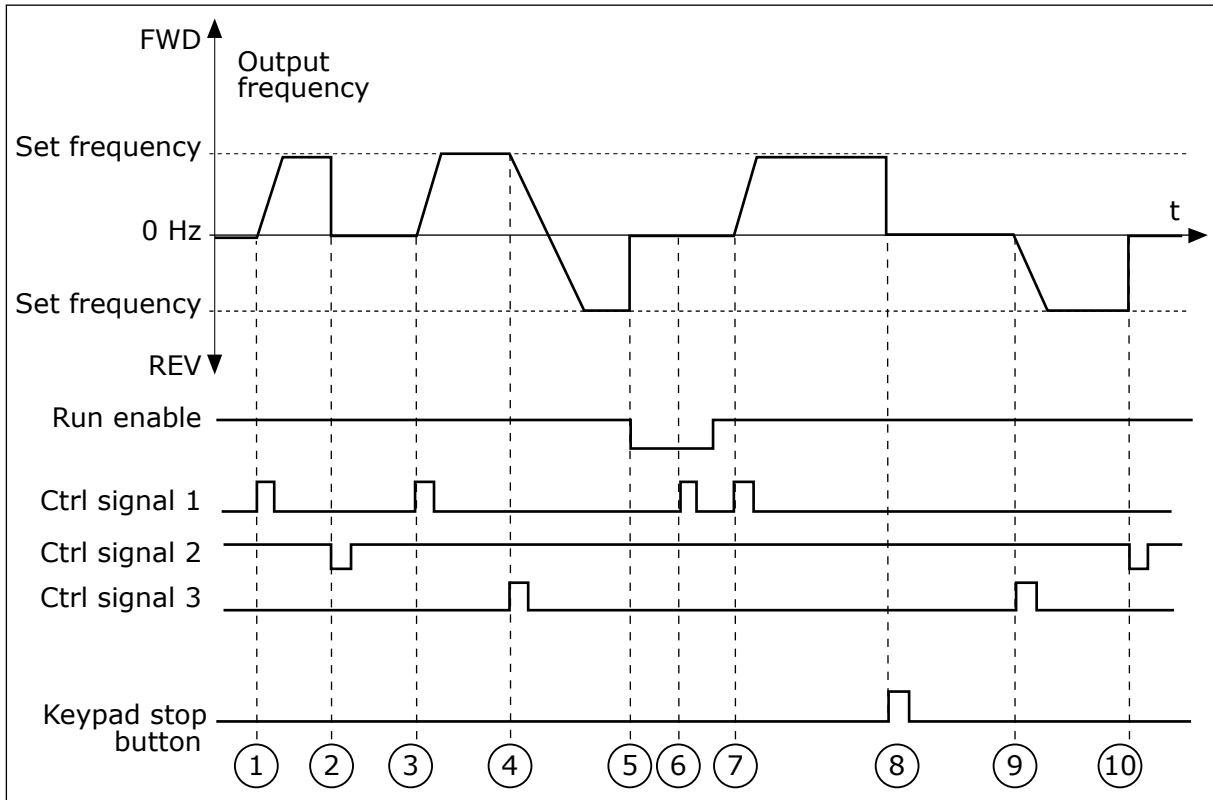 FWD
Output
frequency
Set frequency
t
0 Hz
Set frequency
REV
Run enable
Ctrl signal 1
Ctrl signal 2
Ctrl signal 3
Keypad stop
button
1 2 3 4 5 6 7 8 9 10